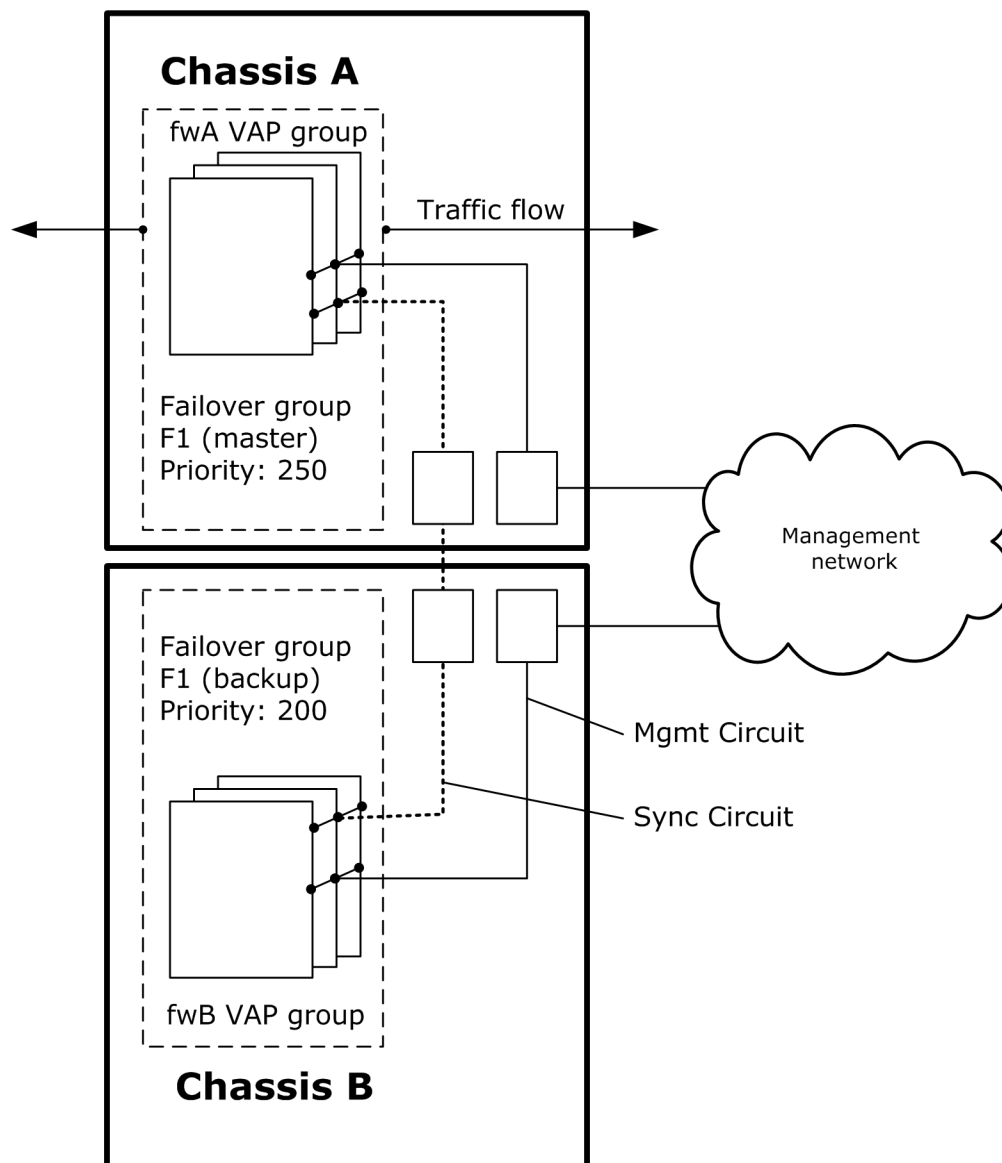 Chassis A
fwA VAP group
Traffic flow
Failover group
F1 (master)
Priority: 250
Management
network
Failover group
F1 (backup)
Priority: 200
Mgmt Circuit
Sync Circuit
fwB VAP group
Chassis B